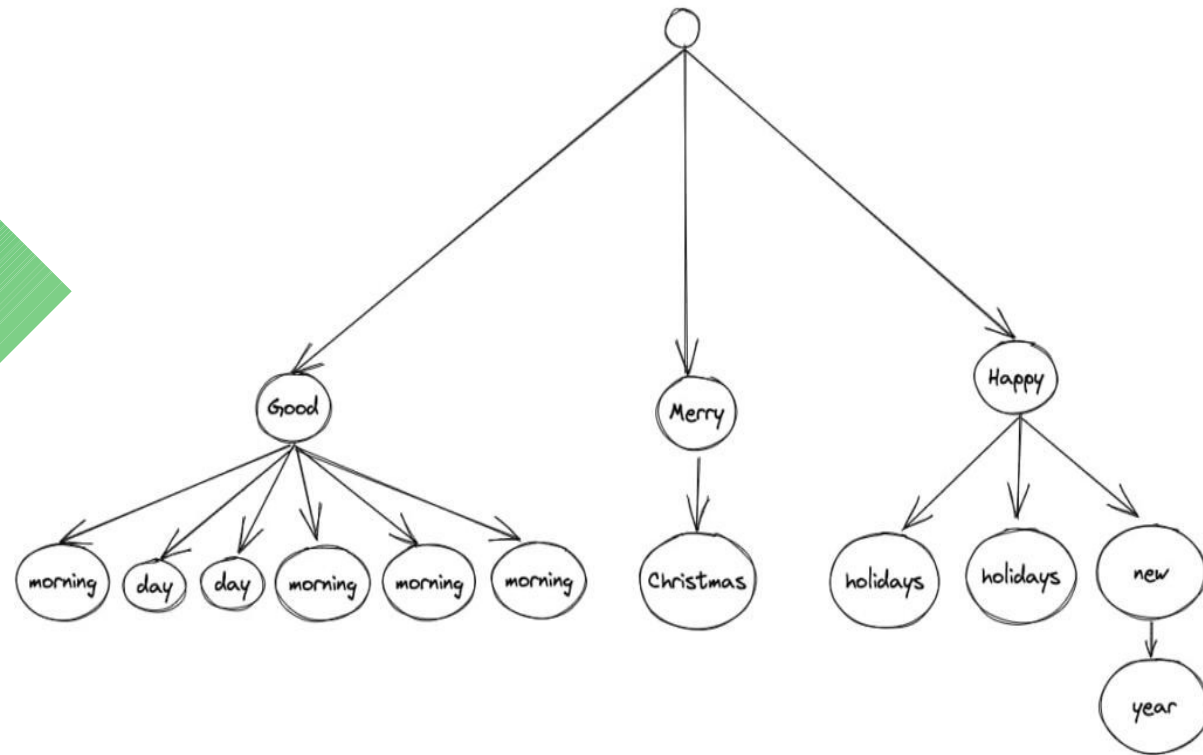 Good
Merry
Happy
morning
day
day
morning
morning
morning
Christmas
holidays
holidays
new
year